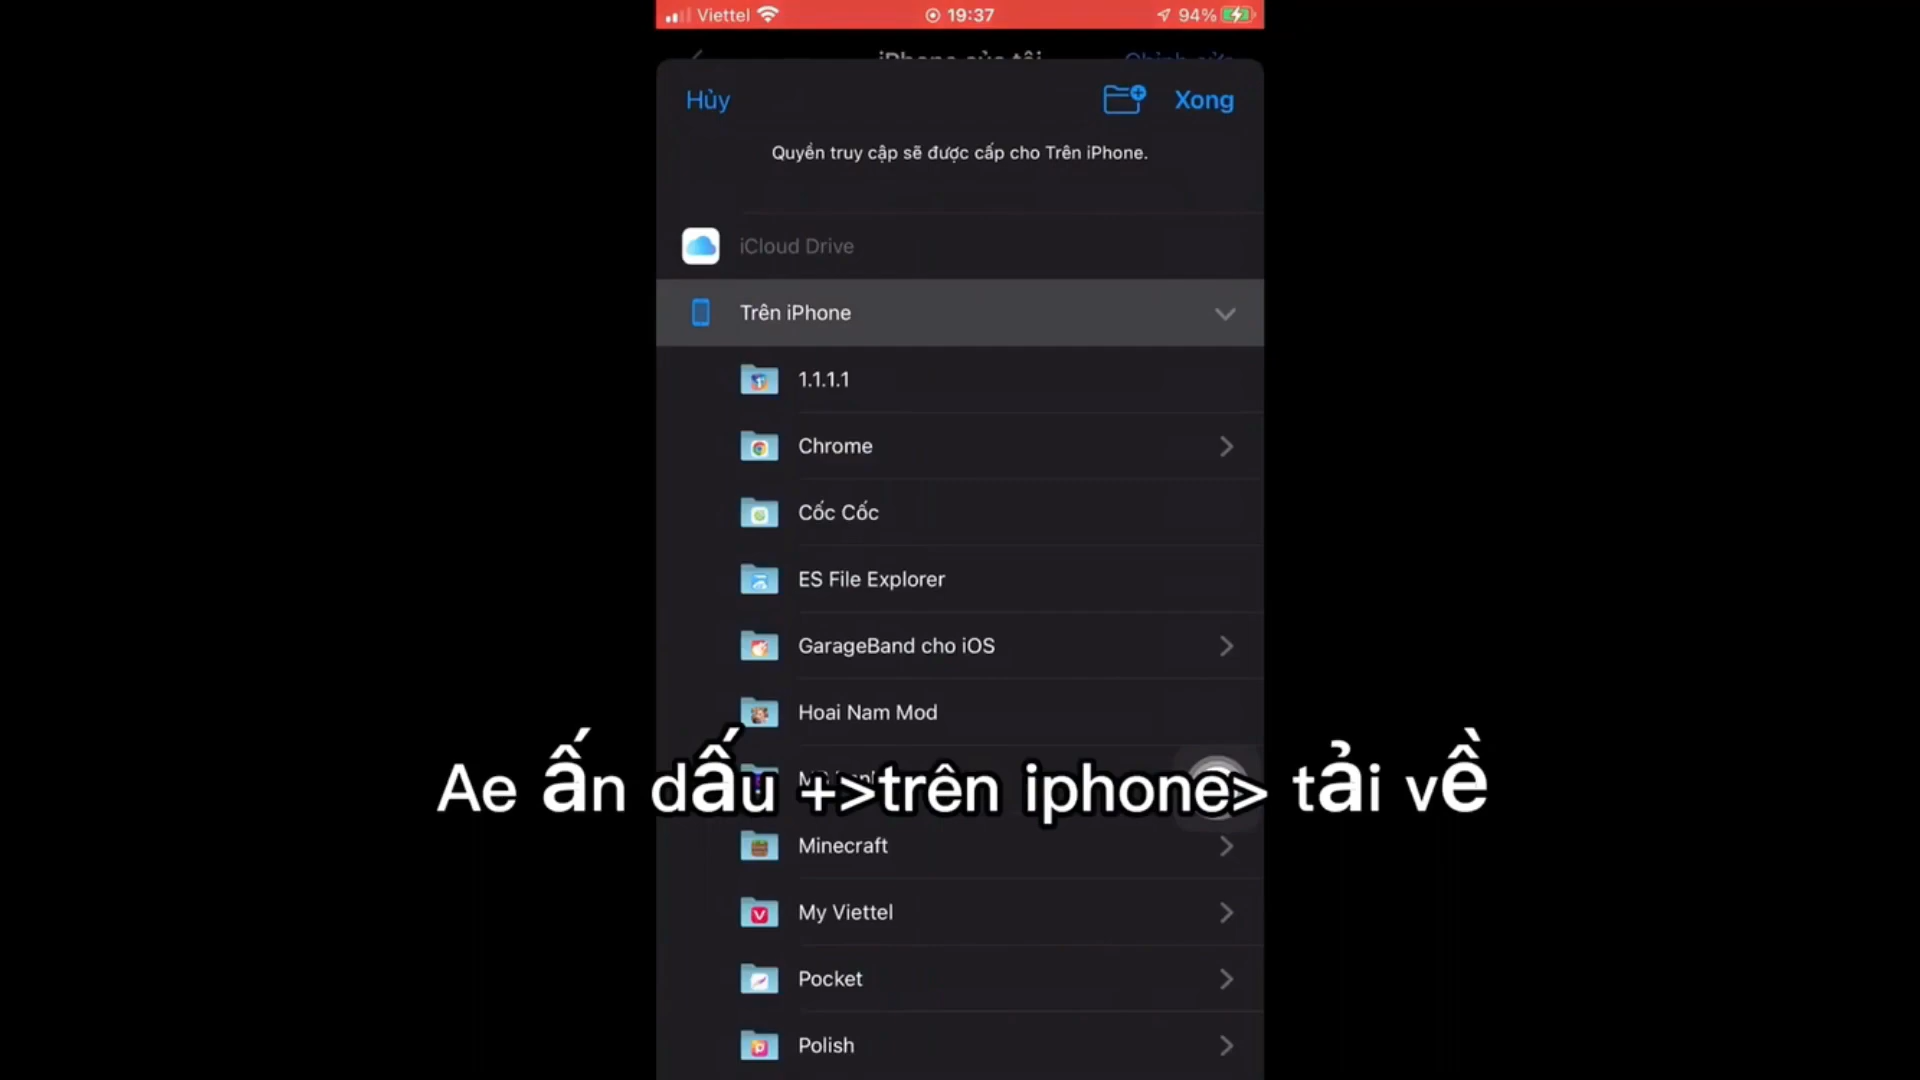 Viettel 19:37 94%
Hủy Xong
Quyền truy cập sẽ được cấp cho Trên iPhone.
iCloud Drive
Trên iPhone
1.1.1.1
Chrome
Cốc Cốc
ES File Explorer
GarageBand cho iOS
Hoai Nam Mod
Ae ấn dấu +>trên iphone> tải về
Minecraft
My Viettel
Pocket
Polish